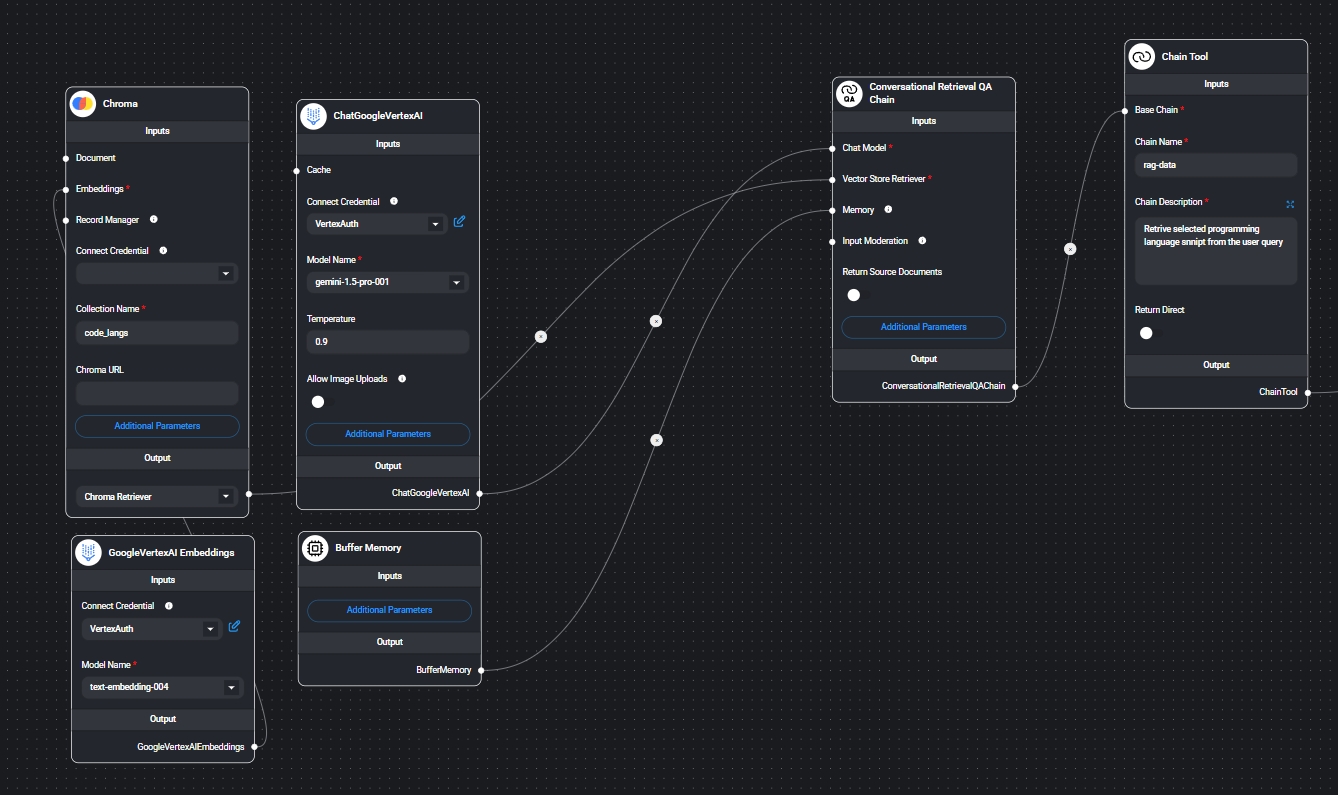 Chroma
Inputs
Document
Embeddings *
Record Manager
Connect Credential
Collection Name *
code_langs
Chroma URL
Additional Parameters
Output
Chroma Retriever
GoogleVertexAI Embeddings
Inputs
Connect Credential
VertexAuth
Model Name *
text-embedding-004
Output
GoogleVertexAIEmbeddings
ChatGoogleVertexAI
Inputs
Cache
Connect Credential
VertexAuth
Model Name *
gemini-1.5-pro-001
Temperature
0.9
Allow Image Uploads
Additional Parameters
Output
ChatGoogleVertexAI
Buffer Memory
Inputs
Additional Parameters
Output
BufferMemory
QA
Conversational Retrieval QA
Chain
Inputs
Chat Model *
Vector Store Retriever *
Memory
Input Moderation
Return Source Documents
Additional Parameters
Output
ConversationalRetrievalQAChain
Chain Tool
Inputs
Base Chain *
Chain Name *
rag-data
Chain Description *
Retrive selected programming
language snnipt from the user query
Return Direct
Output
ChainTool